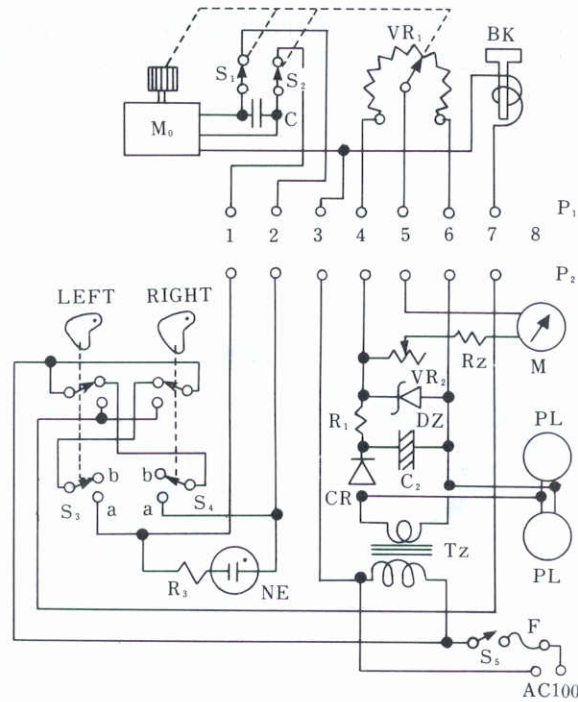 VR₁
BK
S₁
S₂
C
M₀
P₁
1 2 3 4 5 6 7 8
P₂
LEFT RIGHT
M
Rz
VR₂
DZ
R₁
C₂
PL
b b
S₃ a a S₄
CR
Tz
PL
R₃ NE
S₅ F
AC100